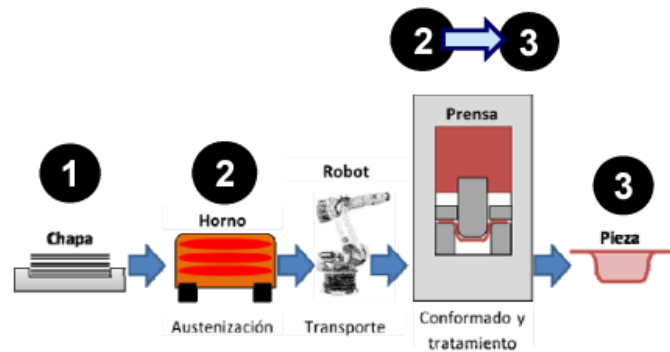 2 3
Prensa
1 2 Robot 3
Chapa Horno Pieza
Austenización Transporte Conformado y
tratamiento